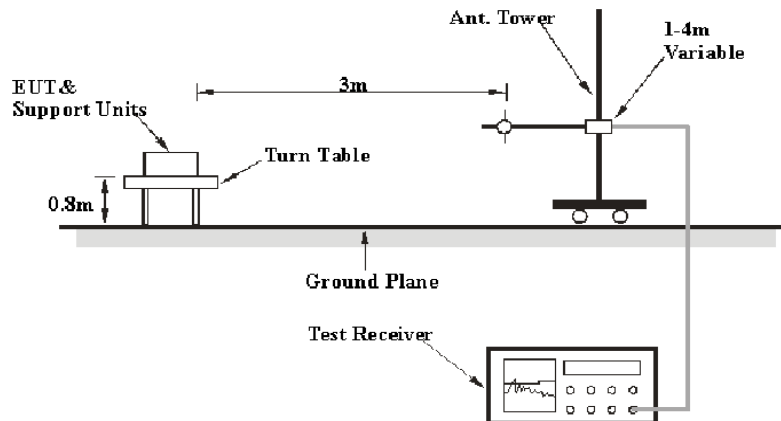 Ant. Tower
1-4m
Variable
3m
EUT&
Support Units
Turn Table
0.8m
Ground Plane
Test Receiver